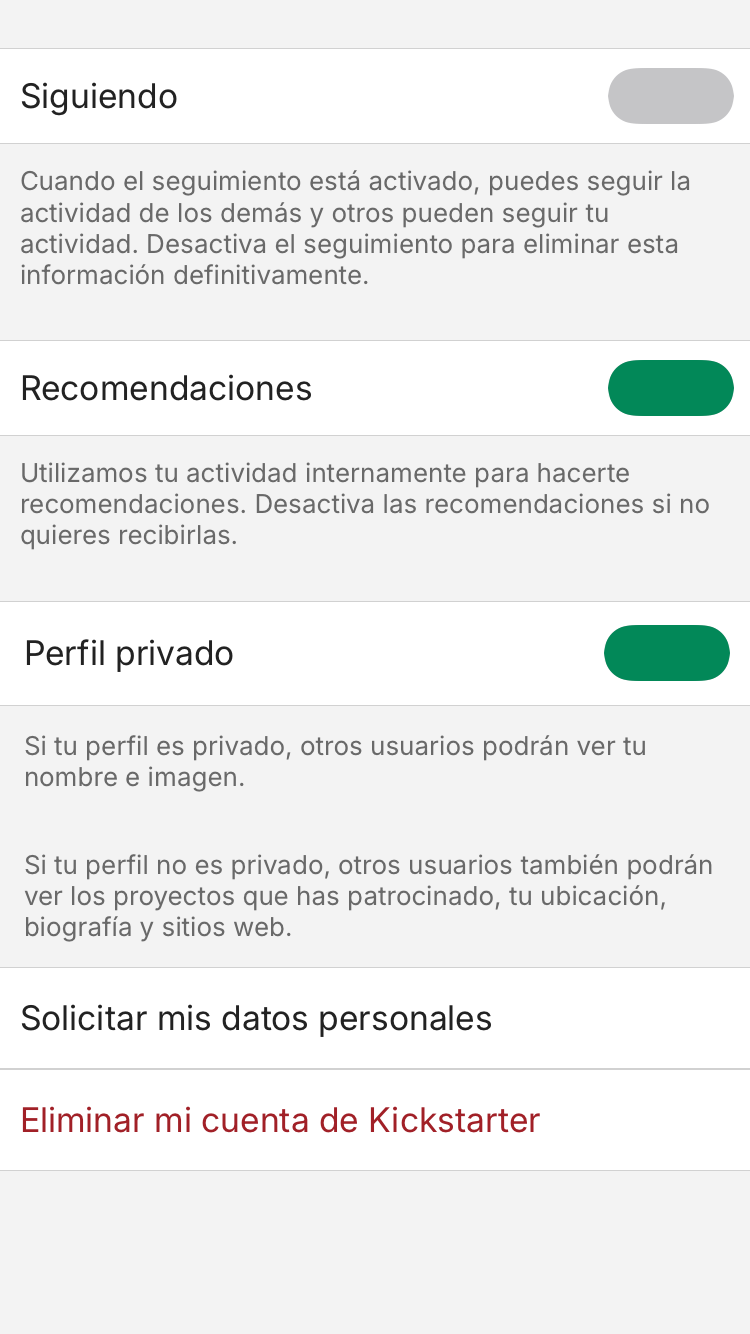 Siguiendo
Cuando el seguimiento está activado, puedes seguir la
actividad de los demás y otros pueden seguir tu
actividad. Desactiva el seguimiento para eliminar esta
información definitivamente.
Recomendaciones
Utilizamos tu actividad internamente para hacerte
recomendaciones. Desactiva las recomendaciones si no
quieres recibirlas.
Perfil privado
Si tu perfil es privado, otros usuarios podrán ver tu
nombre e imagen.
Si tu perfil no es privado, otros usuarios también podrán
ver los proyectos que has patrocinado, tu ubicación,
biografía y sitios web.
Solicitar mis datos personales
Eliminar mi cuenta de Kickstarter